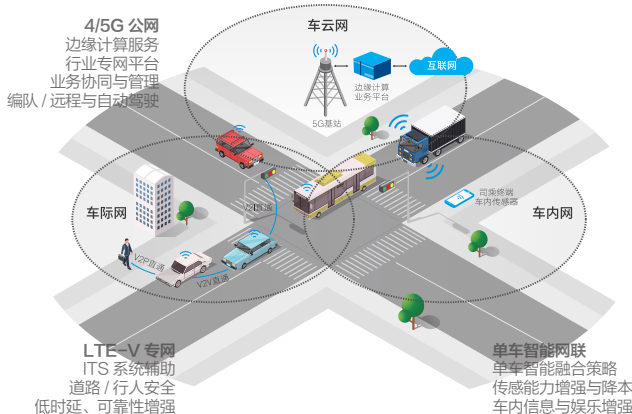 4/5G 公网
边缘计算服务
行业专网平台
业务协同与管理
编队 / 远程与自动驾驶
车云网
互联网
边缘计算
业务平台
5G基站
司乘终端
车内传感器
车际网
车内网
V2I直通
V2P直通
V2V直通
LTE-V 专网
ITS 系统辅助
道路 / 行人安全
低时延、可靠性增强
单车智能网联
单车智能融合策略
传感能力增强与降本
车内信息与娱乐增强